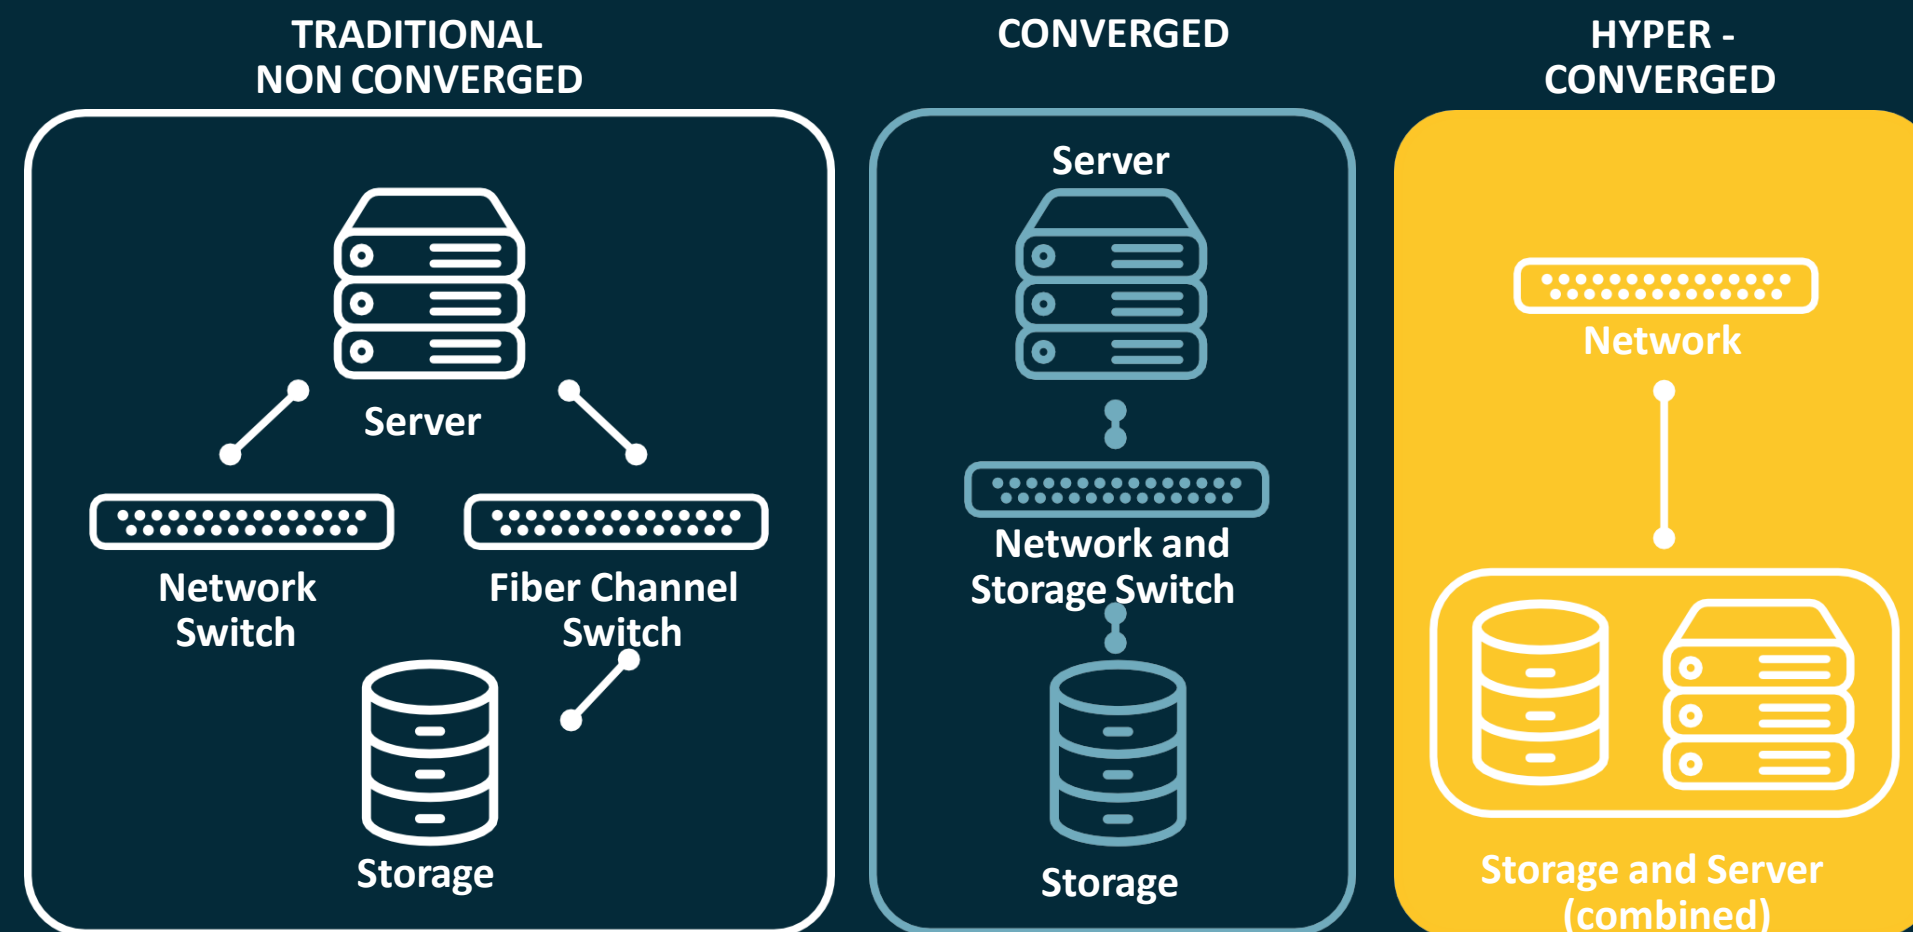 TRADITIONAL
NON CONVERGED
Server
Network
Switch
Fiber Channel
Switch
Storage
CONVERGED
Server
Network and
Storage Switch
Storage
HYPER -
CONVERGED
Network
Storage and Server
(combined)